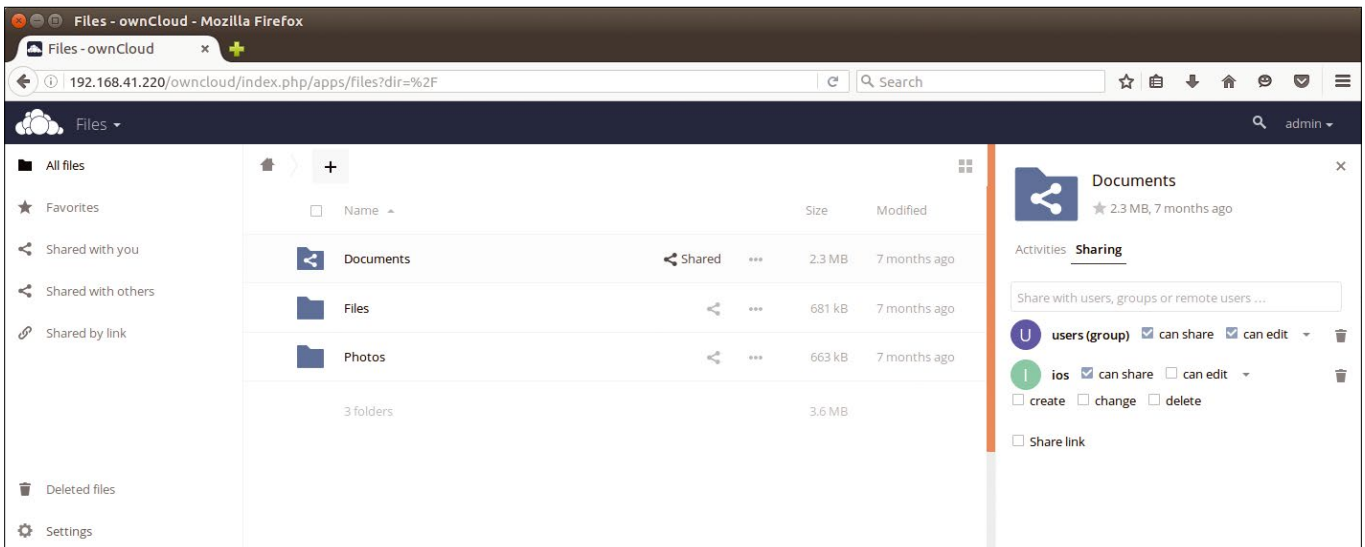 Files - ownCloud - Mozilla Firefox
Files - ownCloud
192.168.41.220/owncloud/index.php/apps/files?dir=%2F
Search
Files
admin
All files
Favorites
Shared with you
Shared with others
Shared by link
Deleted files
Settings
Name Size Modified
Documents Shared 2.3 MB 7 months ago
Files 681 kB 7 months ago
Photos 663 kB 7 months ago
3 folders 3.6 MB
Documents
2.3 MB, 7 months ago
Activities Sharing
Share with users, groups or remote users ...
U users (group) can share can edit
I ios can share can edit
create change delete
Share link